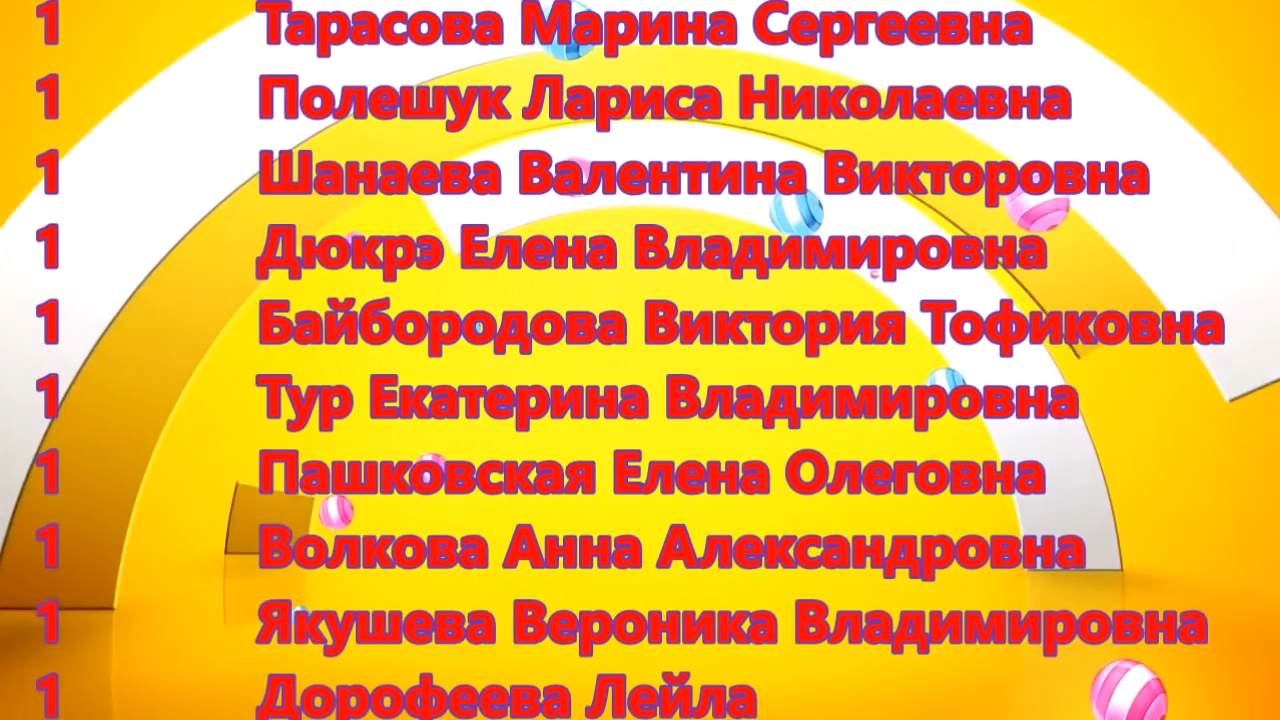 1 Тарасова Марина Сергеевна
1 Полешук Лариса Николаевна
1 Шанаева Валентина Викторовна
1 Дюкрэ Елена Владимировна
1 Байбородова Виктория Тофиковна
1 Тур Екатерина Владимировна
1 Пашковская Елена Олеговна
1 Волкова Анна Александровна
1 Якушева Вероника Владимировна
1 Дорофеева Лейла